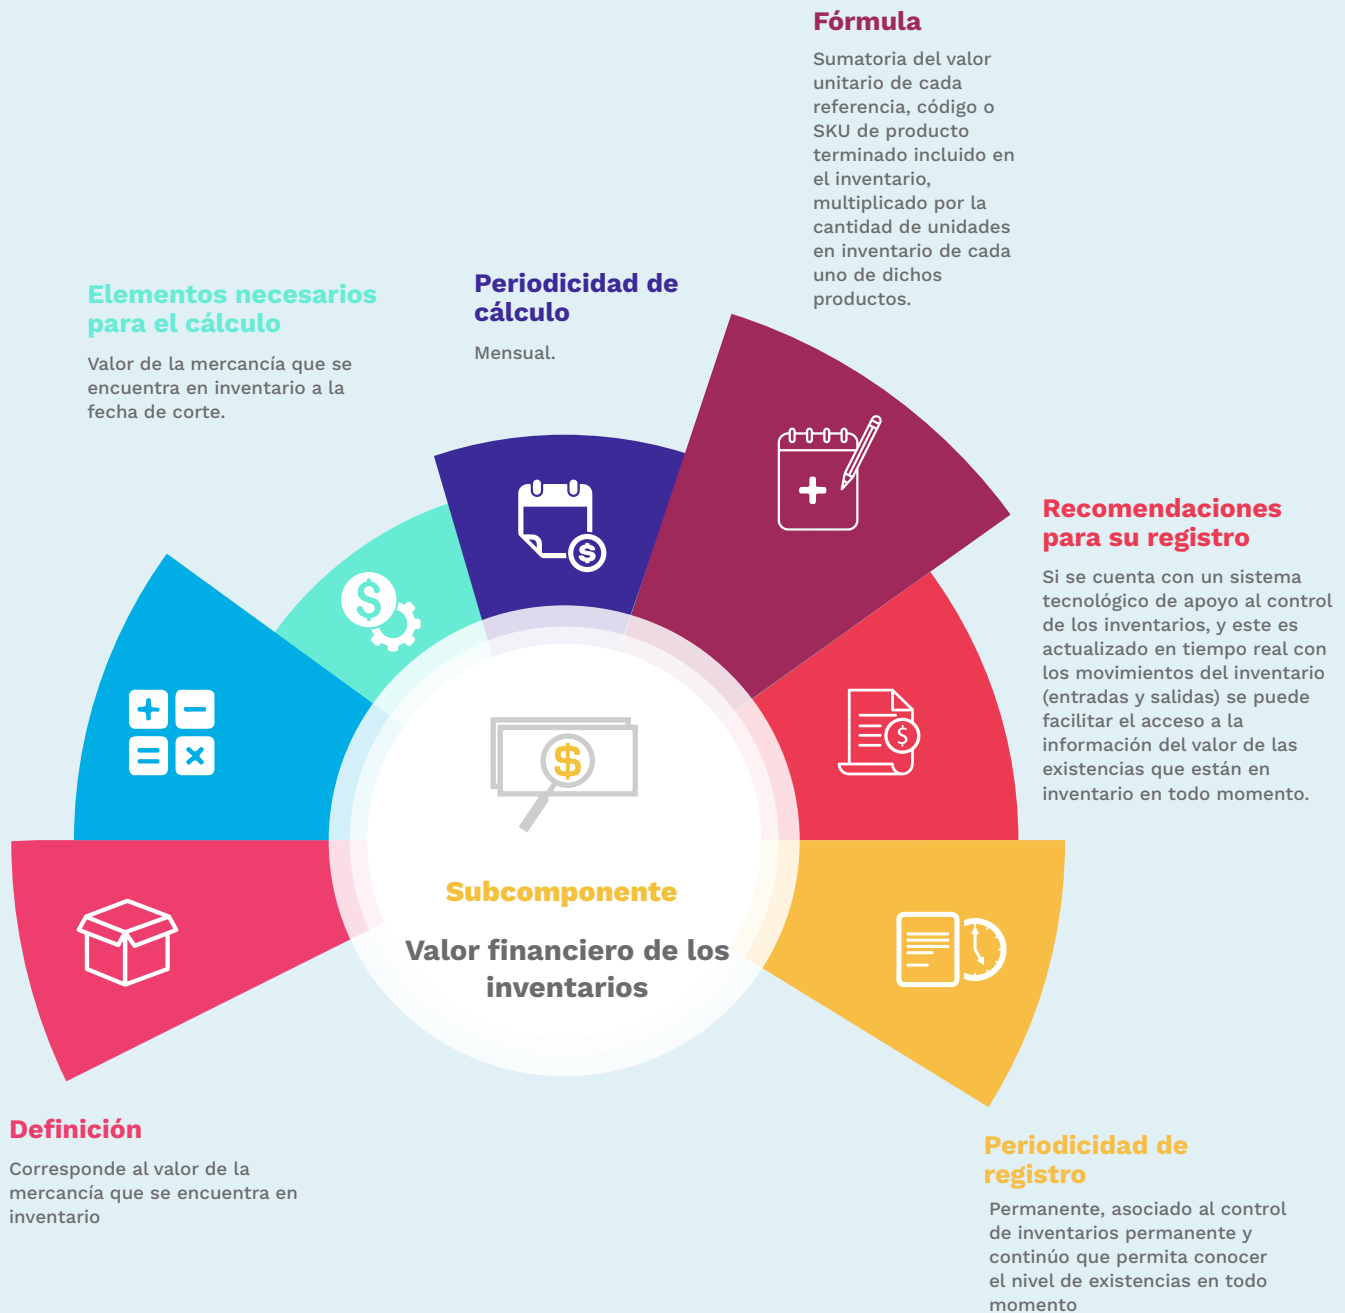 Fórmula
Sumatoria del valor
unitario de cada
referencia, código o
SKU de producto
terminado incluido en
el inventario,
multiplicado por la
cantidad de unidades
en inventario de cada
uno de dichos
productos.
Elementos necesarios
para el cálculo
Valor de la mercancía que se
encuentra en inventario a la
fecha de corte.
Periodicidad de
cálculo
Mensual.
Recomendaciones
para su registro
Si se cuenta con un sistema
tecnológico de apoyo al control
de los inventarios, y este es
actualizado en tiempo real con
los movimientos del inventario
(entradas y salidas) se puede
facilitar el acceso a la
información del valor de las
existencias que están en
inventario en todo momento.
Subcomponente
Valor financiero de los
inventarios
Definición
Corresponde al valor de la
mercancía que se encuentra en
inventario
Periodicidad de
registro
Permanente, asociado al control
de inventarios permanente y
continúo que permita conocer
el nivel de existencias en todo
momento